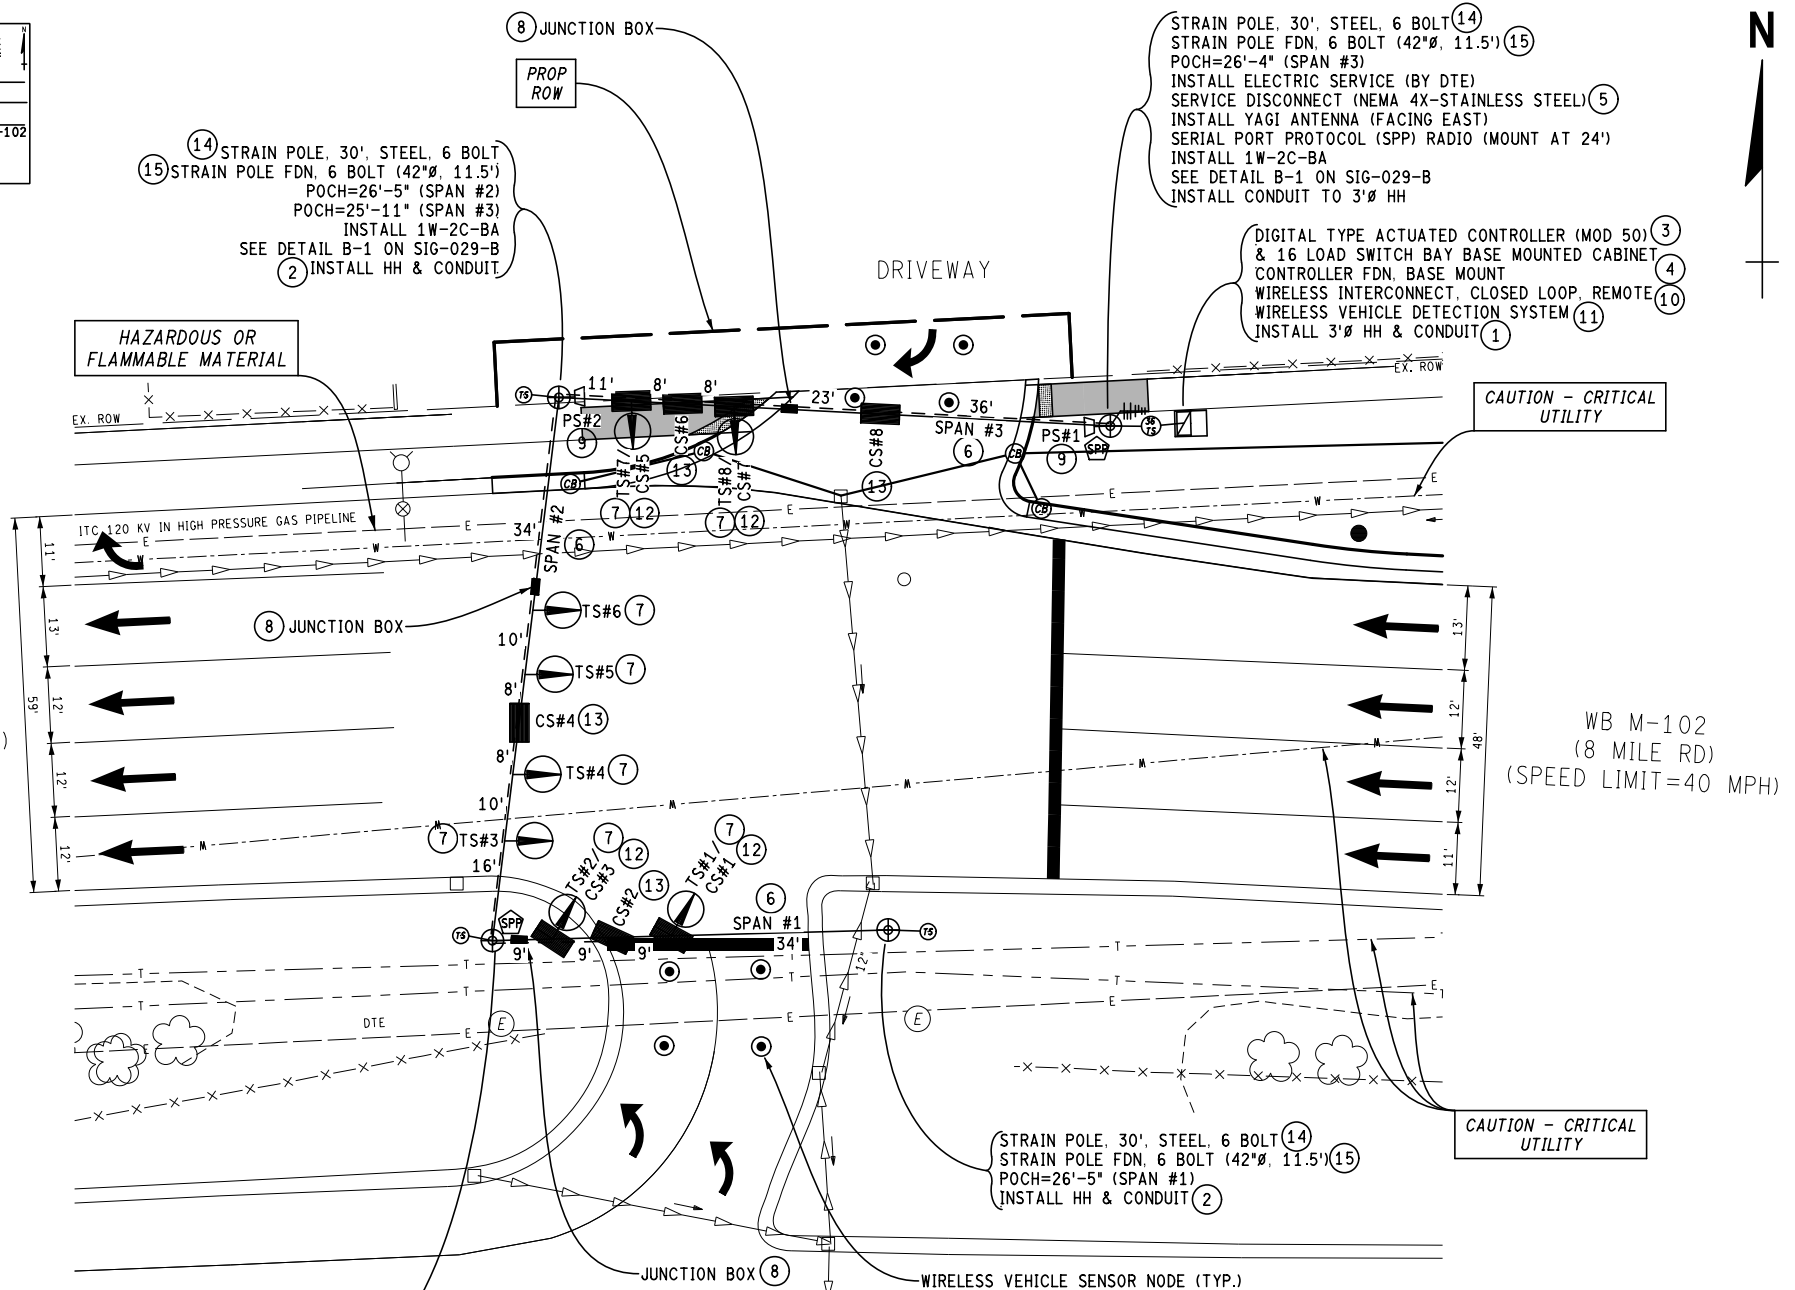 N
-102
8 JUNCTION BOX
PROP
ROW
14 STRAIN POLE, 30', STEEL, 6 BOLT
15 STRAIN POLE FDN, 6 BOLT (42"Ø, 11.5')
POCH=26'-5" (SPAN #2)
POCH=25'-11" (SPAN #3)
INSTALL 1W-2C-BA
SEE DETAIL B-1 ON SIG-029-B
2 INSTALL HH & CONDUIT
STRAIN POLE, 30', STEEL, 6 BOLT 14
STRAIN POLE FDN, 6 BOLT (42"Ø, 11.5') 15
POCH=26'-4" (SPAN #3)
INSTALL ELECTRIC SERVICE (BY DTE)
SERVICE DISCONNECT (NEMA 4X-STAINLESS STEEL) 5
INSTALL YAGI ANTENNA (FACING EAST)
SERIAL PORT PROTOCOL (SPP) RADIO (MOUNT AT 24')
INSTALL 1W-2C-BA
SEE DETAIL B-1 ON SIG-029-B
INSTALL CONDUIT TO 3'Ø HH
N
DIGITAL TYPE ACTUATED CONTROLLER (MOD 50) 3
& 16 LOAD SWITCH BAY BASE MOUNTED CABINET
CONTROLLER FDN, BASE MOUNT 4
WIRELESS INTERCONNECT, CLOSED LOOP, REMOTE 10
WIRELESS VEHICLE DETECTION SYSTEM 11
INSTALL 3'Ø HH & CONDUIT 1
DRIVEWAY
HAZARDOUS OR
FLAMMABLE MATERIAL
CAUTION - CRITICAL
UTILITY
EX. ROW
EX. ROW
TS
11'
8'
8'
23'
36'
PS#2
9
TS#7/
CS#5
7 12
CS#6
13
TS#8/
CS#7
7 12
CS#8
13
SPAN #3
6
PS#1
9
SPP
36
TS
CB
CB
CB
CB
ITC 120 KV IN HIGH PRESSURE GAS PIPELINE
E
E
E
E
E
W
W
W
W
W
W
W
34'
SPAN #2
6
8 JUNCTION BOX
TS#6 7
10'
TS#5 7
8'
CS#4 13
8'
TS#4 7
10'
7 TS#3
16'
11'
13'
12'
12'
12'
59'
13'
12'
12'
11'
48'
)
WB M-102
(8 MILE RD)
(SPEED LIMIT=40 MPH)
M
M
M
M
M
M
TS#2/
CS#3
7
12
CS#2
13
TS#1/
CS#1
7
12
6
SPAN #1
TS
SPP
9'
9'
9'
34'
TS
12"
T
T
T
T
T
T
T
T
DTE
E
E
E
E
E
E
E
E
CAUTION - CRITICAL
UTILITY
STRAIN POLE, 30', STEEL, 6 BOLT 14
STRAIN POLE FDN, 6 BOLT (42"Ø, 11.5') 15
POCH=26'-5" (SPAN #1)
INSTALL HH & CONDUIT 2
JUNCTION BOX 8
WIRELESS VEHICLE SENSOR NODE (TYP.)